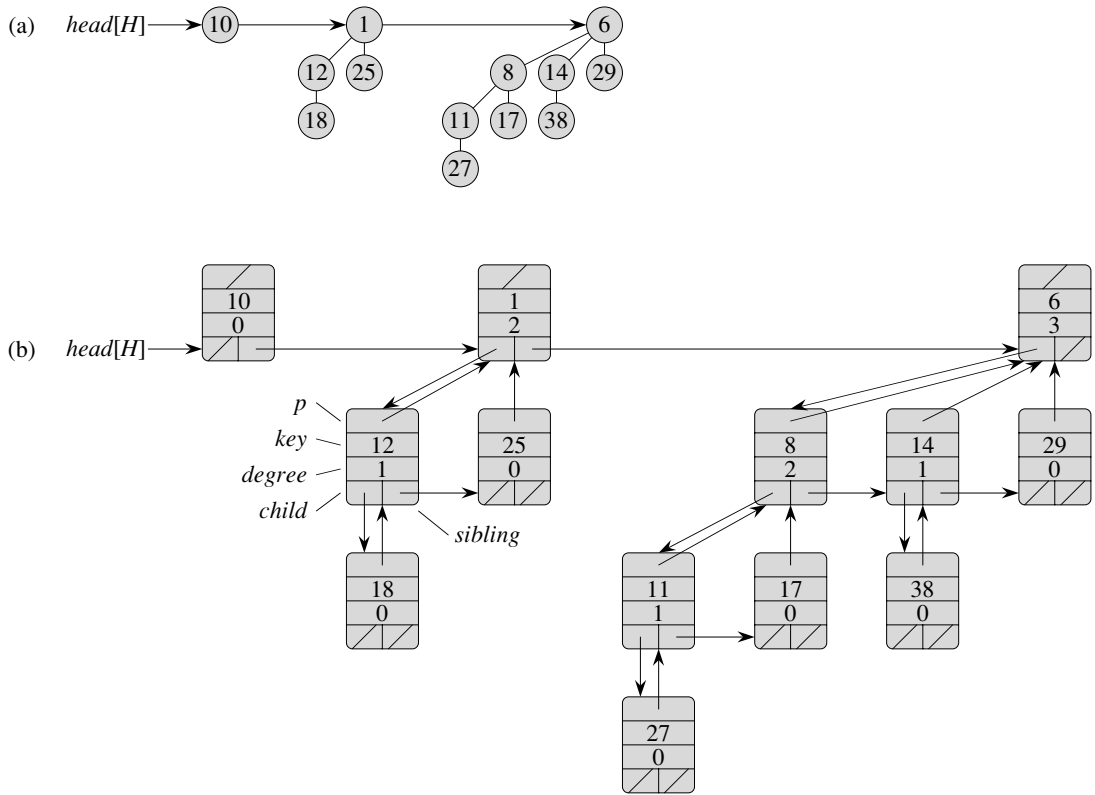 (a) head[H] 10 1 6
12 25 8 14 29
18 11 17 38
27
10 1 6
0 2 3
(b) head[H]
p
key 12 25 8 14 29
degree 1 0 2 1 0
child
sibling
18 11 17 38
0 1 0 0
27
0